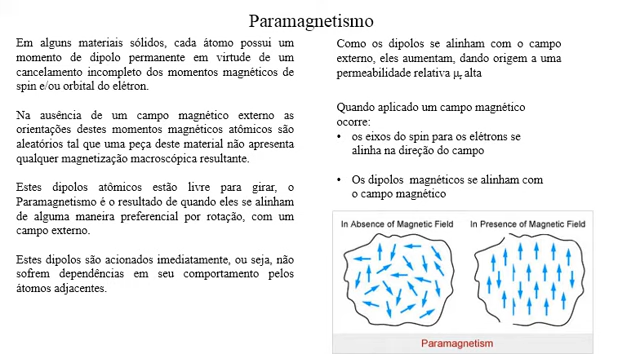 Paramagnetismo
Em alguns materiais sólidos, cada átomo possui um
momento de dipolo permanente em virtude de um
cancelamento incompleto dos momentos magnéticos de
spin e/ou orbital do elétron.
Na ausência de um campo magnético externo as
orientações destes momentos magnéticos atômicos são
aleatórios tal que uma peça deste material não apresenta
qualquer magnetização macroscópica resultante.
Estes dipolos atômicos estão livre para girar, o
Paramagnetismo é o resultado de quando eles se alinham
de alguma maneira preferencial por rotação, com um
campo externo.
Estes dipolos são acionados imediatamente, ou seja, não
sofrem dependências em seu comportamento pelos
átomos adjacentes.
Como os dipolos se alinham com o campo
externo, eles aumentam, dando origem a uma
permeabilidade relativa μr alta
Quando aplicado um campo magnético
ocorre:
• os eixos do spin para os elétrons se
alinha na direção do campo
• Os dipolos magnéticos se alinham com
o campo magnético
In Absence of Magnetic Field
In Presence of Magnetic Field
Paramagnetism